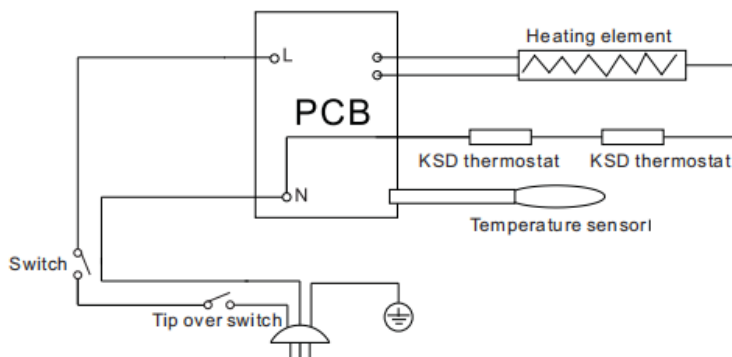 Heating element
L
PCB
KSD thermostat
KSD thermostat
N
Temperature sensorl
Switch
Tip over switch